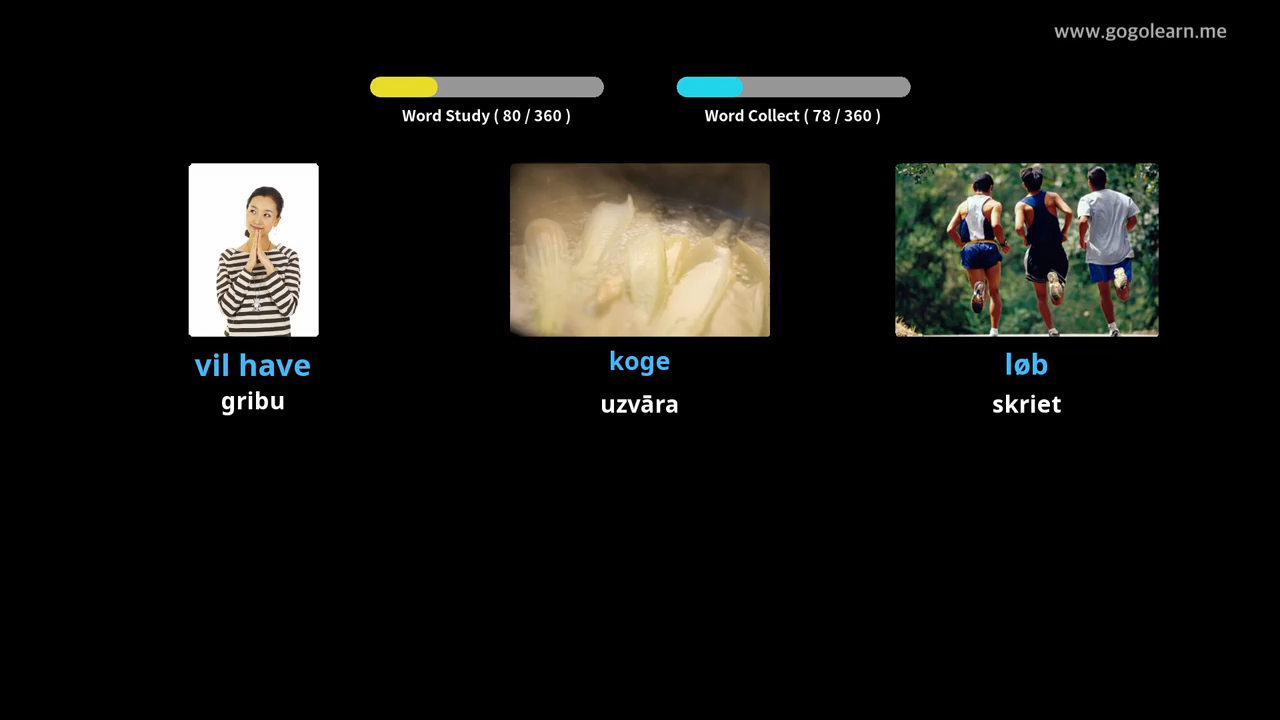 www.gogolearn.me
Word Study ( 80 / 360 )
Word Collect ( 78 / 360 )
vil have
gribu
koge
uzvāra
løb
skriet